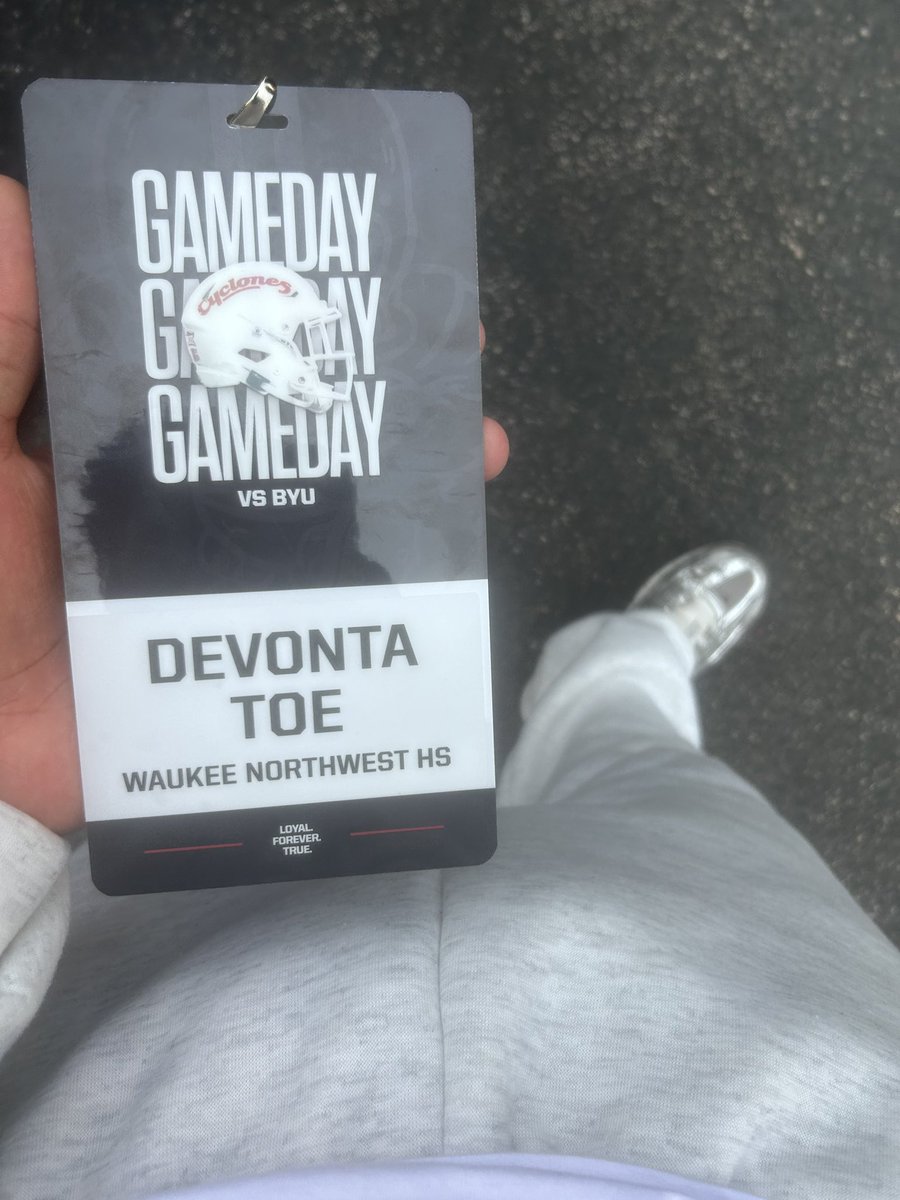 GAMEDAY
GAMEDAY
Cyclones
GAMEDAY
VS BYU
DEVONTA
TOE
WAUKEE NORTHWEST HS
LOYAL.
FOREVER.
TRUE.